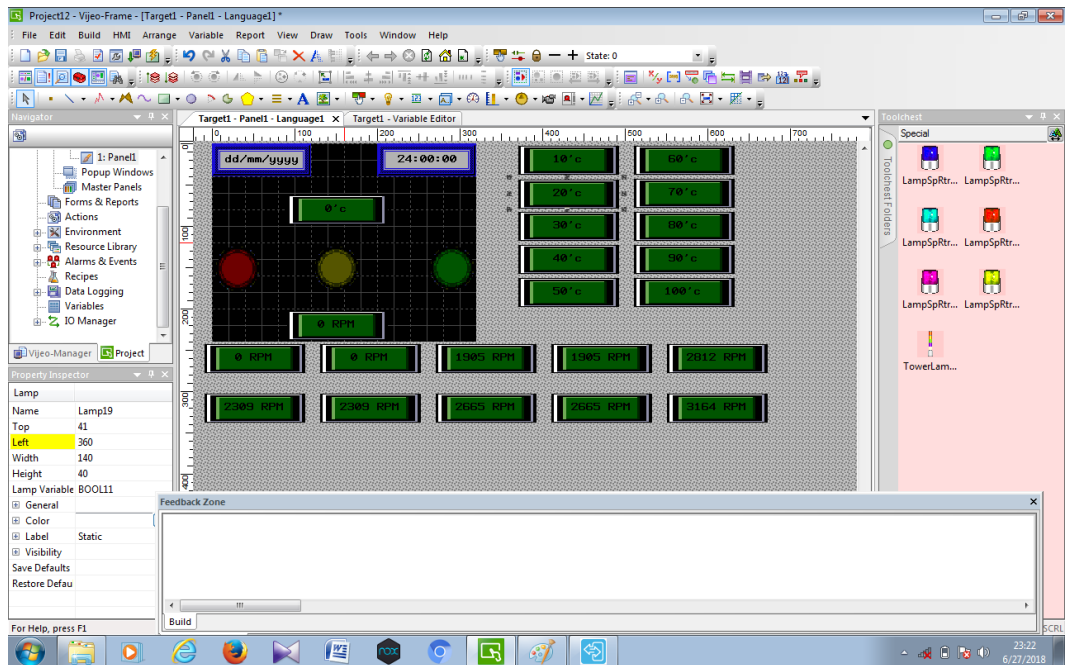 Project12 - Vijeo-Frame - [Target1 - Panel1 - Language1] *
File Edit Build HMI Arrange Variable Report View Draw Tools Window Help
State: 0
Navigator
Target1 - Panel1 - Language1 X Target1 - Variable Editor
Toolchest
0 100 200 300 400 500 600 700
Special
1: Panel1
Popup Windows
Master Panels
Forms & Reports
Actions
Environment
Resource Library
Alarms & Events
Recipes
Data Logging
Variables
IO Manager
Vijeo-Manager Project
0
100
200
300
400
dd/mm/yyyy 24:00:00
0'c
0 RPM
10'c 60'c
20'c 70'c
30'c 80'c
40'c 90'c
50'c 100'c
0 RPM 0 RPM 1905 RPM 1905 RPM 2812 RPM
2309 RPM 2309 RPM 2665 RPM 2665 RPM 3164 RPM
Toolchest Folders
LampSpRtr... LampSpRtr...
LampSpRtr... LampSpRtr...
LampSpRtr... LampSpRtr...
TowerLam...
Property Inspector
Lamp
Name Lamp19
Top 41
Left 360
Width 140
Height 40
Lamp Variable BOOL11
General
Color
Label Static
Visibility
Save Defaults
Restore Defau
Feedback Zone
Build
For Help, press F1
SCRL
23:22
6/27/2018